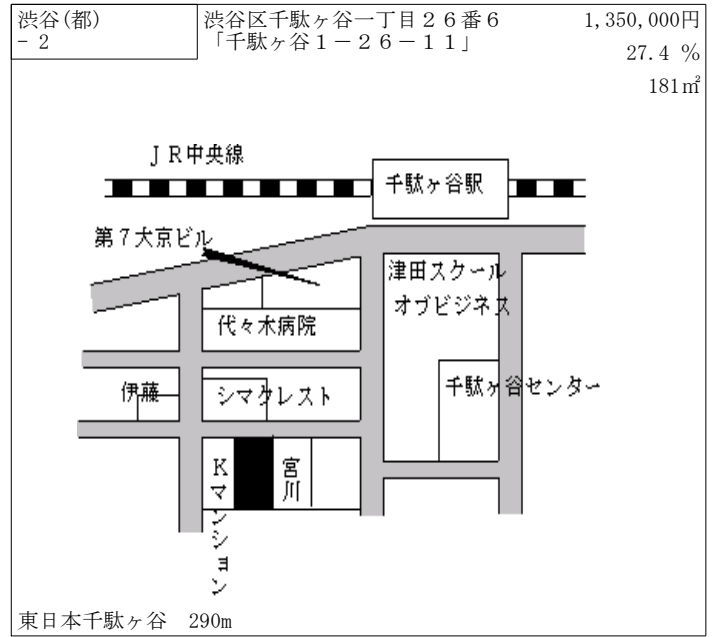 渋谷(都)
- 2
渋谷区千駄ヶ谷一丁目２６番６
「千駄ヶ谷１－２６－１１」
1,350,000円
27.4 %
181㎡
ＪＲ中央線
千駄ヶ谷駅
第７大京ビル
津田スクール
オブビジネス
代々木病院
伊藤
シマクレスト
千駄ヶ谷センター
Ｋマンション
宮川
東日本千駄ヶ谷 290m